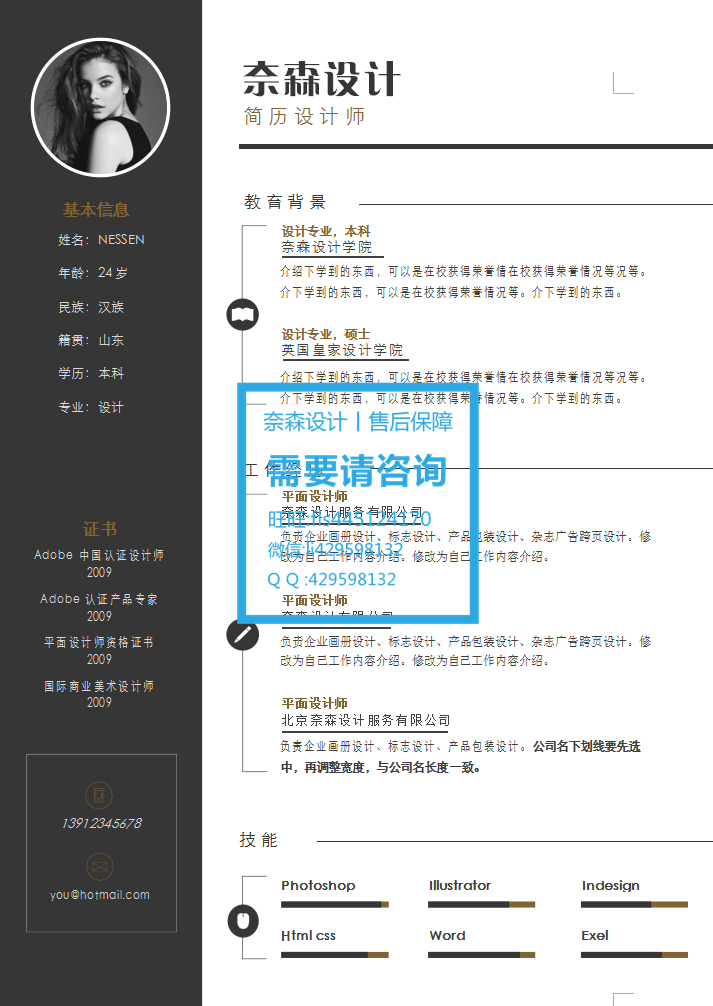 奈森设计
简历设计师
基本信息
姓名：NESSEN
年龄：24岁
民族：汉族
籍贯：山东
学历：本科
专业：设计
证书
Adobe 中国认证设计师
2009
Adobe 认证产品专家
2009
平面设计师资格证书
2009
国际商业美术设计师
2009
13912345678
you@hotmail.com
教育背景
设计专业，本科
奈森设计学院
介绍下学到的东西，可以是在校获得荣誉情在校获得荣誉情况等况等。
介下学到的东西，可以是在校获得荣誉情况等。介下学到的东西。
设计专业，硕士
英国皇家设计学院
介绍下学到的东西，可以是在校获得荣誉情在校获得荣誉情况等况等。
介下学到的东西，可以是在校获得荣誉情况等。介下学到的东西。
奈森设计丨售后保障
需要请咨询
QQ:429598132
工作经
平面设计师
奈森设计服务有限公司
负责企业画册设计、标志设计、产品包装设计、杂志广告跨页设计。修
改为自己工作内容介绍。修改为自己工作内容介绍。
平面设计师
奈森设计有限公司
负责企业画册设计、标志设计、产品包装设计、杂志广告跨页设计。修
改为自己工作内容介绍。修改为自己工作内容介绍。
平面设计师
北京奈森设计服务有限公司
负责企业画册设计、标志设计、产品包装设计。公司名下划线要先选
中，再调整宽度，与公司名长度一致。
技能
Photoshop
Illustrator
Indesign
Html css
Word
Exel